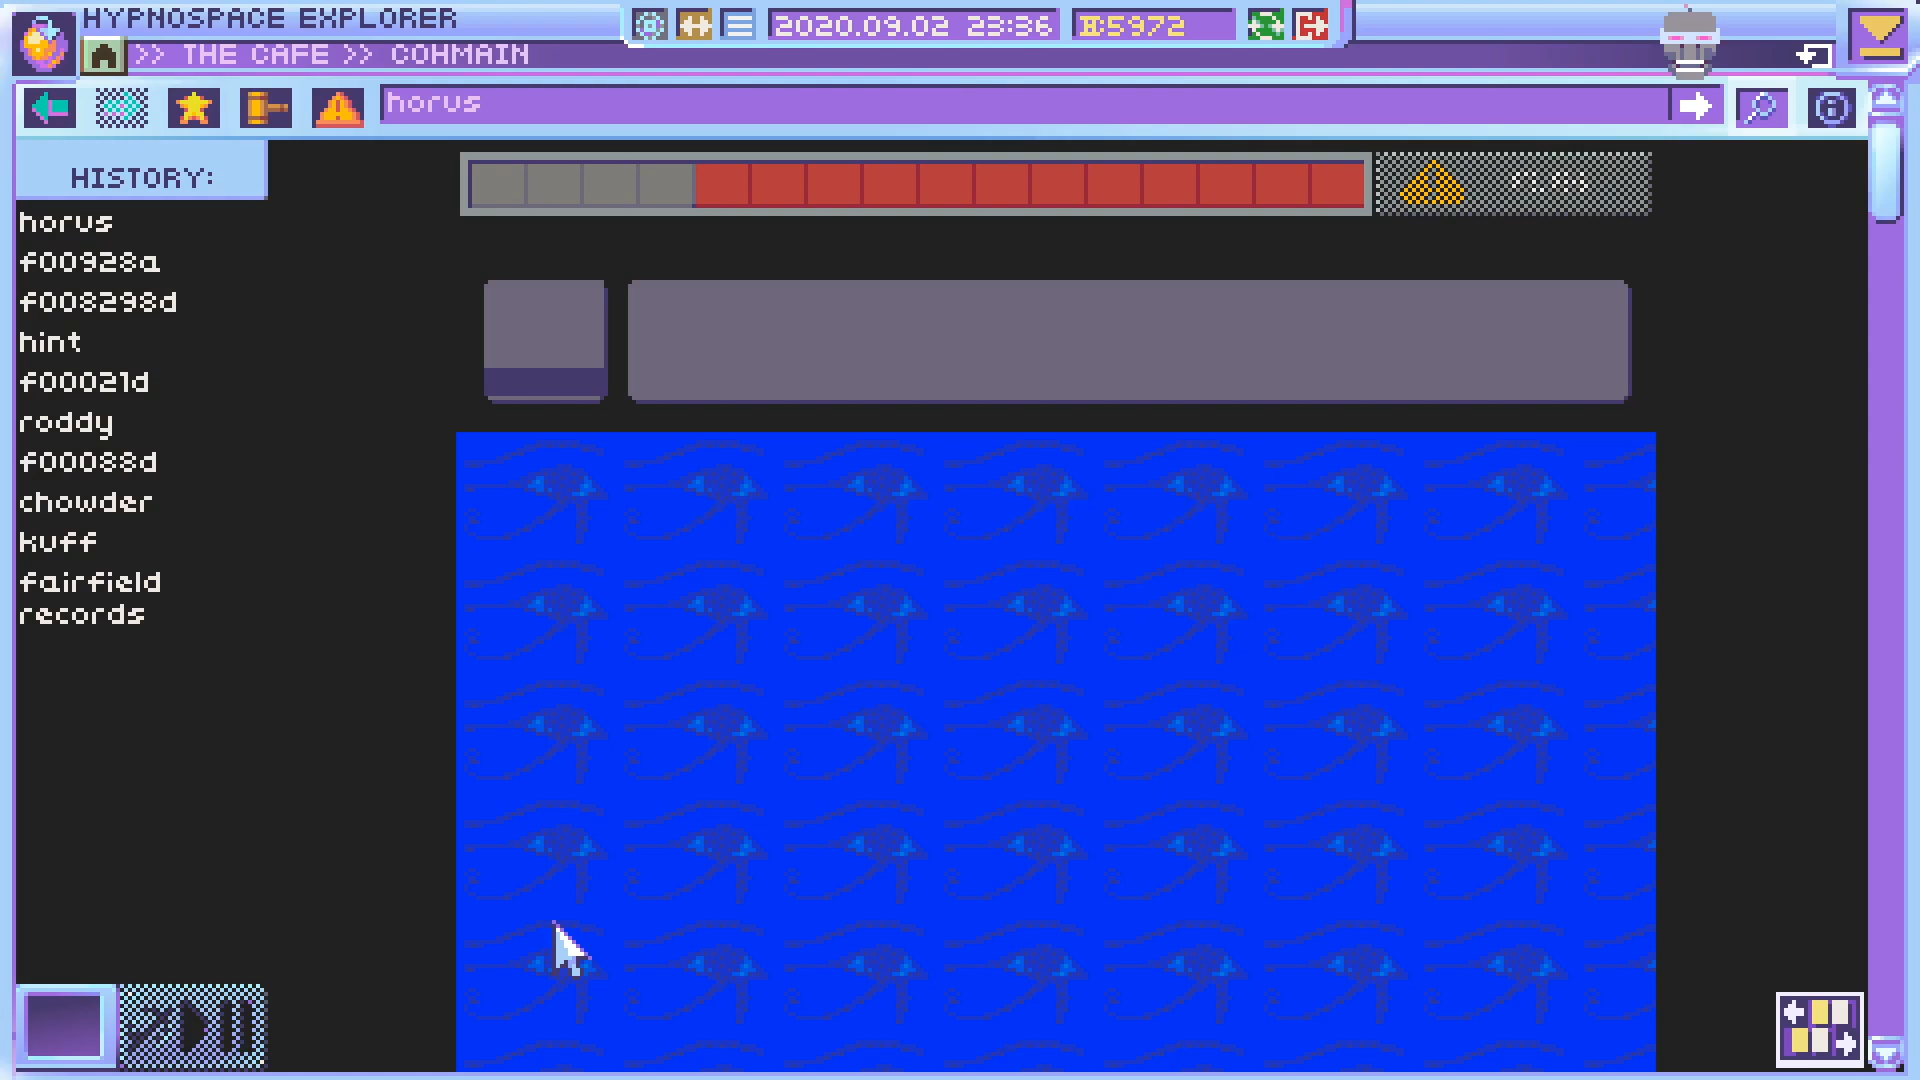 HYPNOSPACE EXPLORER
2020.09.02 23:36
5972
>> THE CAFE >> COHMAIN
horus
HISTORY:
horus
f00928a
f008298d
hint
f00021d
roddy
f00088d
chowder
kuff
fairfield
records